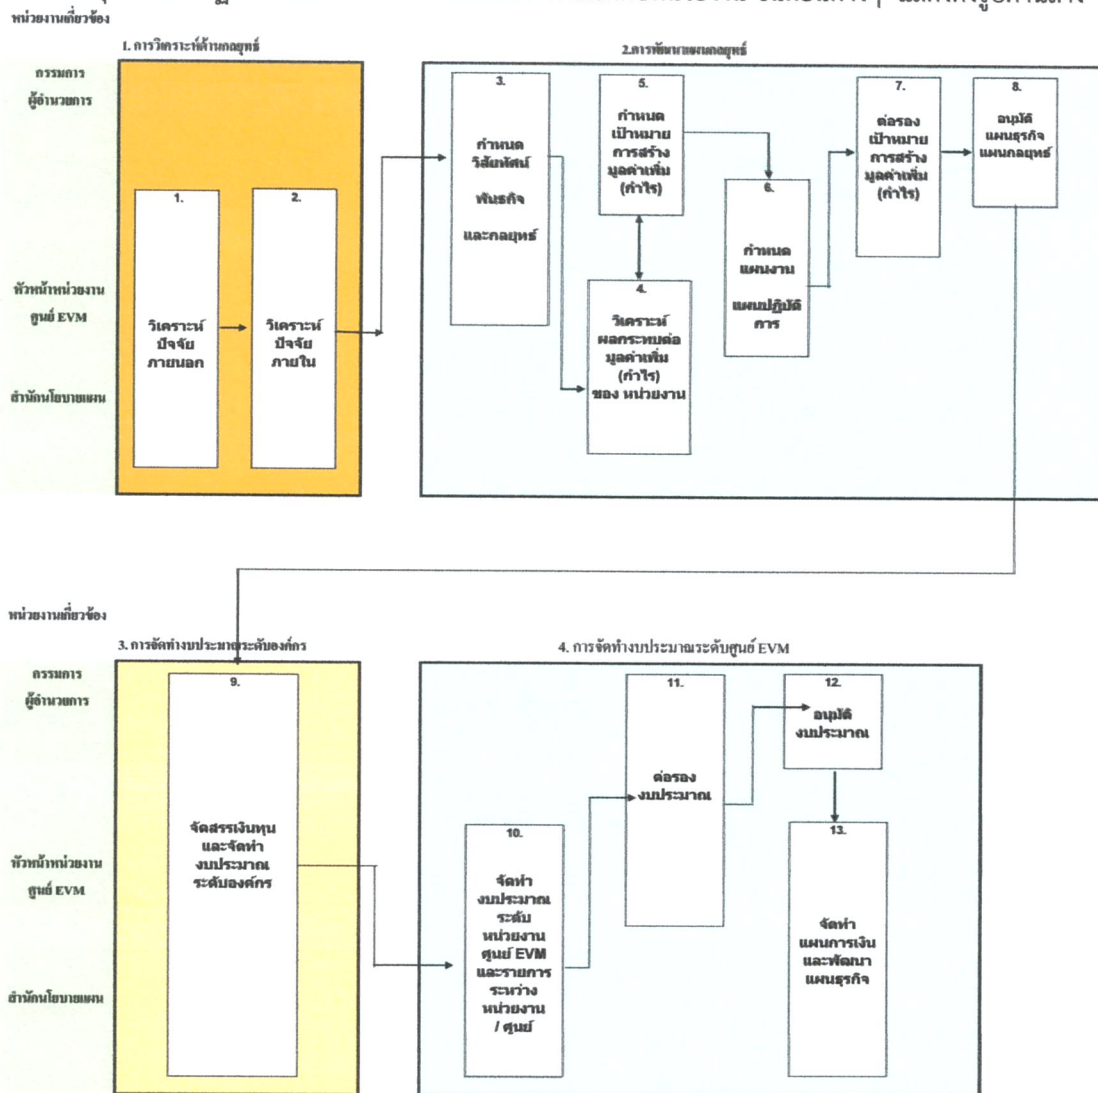 หน่วยงานเกี่ยวข้อง
1. การวิเคราะห์ด้านกลยุทธ์
2.การพัฒนาแผนกลยุทธ์
กรรมการ
ผู้อำนวยการ
หัวหน้าหน่วยงาน
ศูนย์ EVM
สำนักนโยบายแผน
1.
วิเคราะห์
ปัจจัย
ภายนอก
2.
วิเคราะห์
ปัจจัย
ภายใน
3.
กำหนด
วิสัยทัศน์
พันธกิจ
และกลยุทธ์
5.
กำหนด
เป้าหมาย
การสร้าง
มูลค่าเพิ่ม
(กำไร)
4.
วิเคราะห์
ผลกระทบต่อ
มูลค่าเพิ่ม
(กำไร)
ของ หน่วยงาน
6.
กำหนด
แผนงาน
แผนปฏิบัติ
การ
7.
ต่อรอง
เป้าหมาย
การสร้าง
มูลค่าเพิ่ม
(กำไร)
8.
อนุมัติ
แผนธุรกิจ
แผนกลยุทธ์
หน่วยงานเกี่ยวข้อง
3. การจัดทำงบประมาณระดับองค์กร
4. การจัดทำงบประมาณระดับศูนย์ EVM
กรรมการ
ผู้อำนวยการ
หัวหน้าหน่วยงาน
ศูนย์ EVM
สำนักนโยบายแผน
9.
จัดสรรเงินทุน
และจัดทำ
งบประมาณ
ระดับองค์กร
10.
จัดทำ
งบประมาณ
ระดับ
หน่วยงาน
ศูนย์ EVM
และรายการ
ระหว่าง
หน่วยงาน
/ ศูนย์
11.
ต่อรอง
งบประมาณ
12.
อนุมัติ
งบประมาณ
13.
จัดทำ
แผนการเงิน
และพัฒนา
แผนธุรกิจ